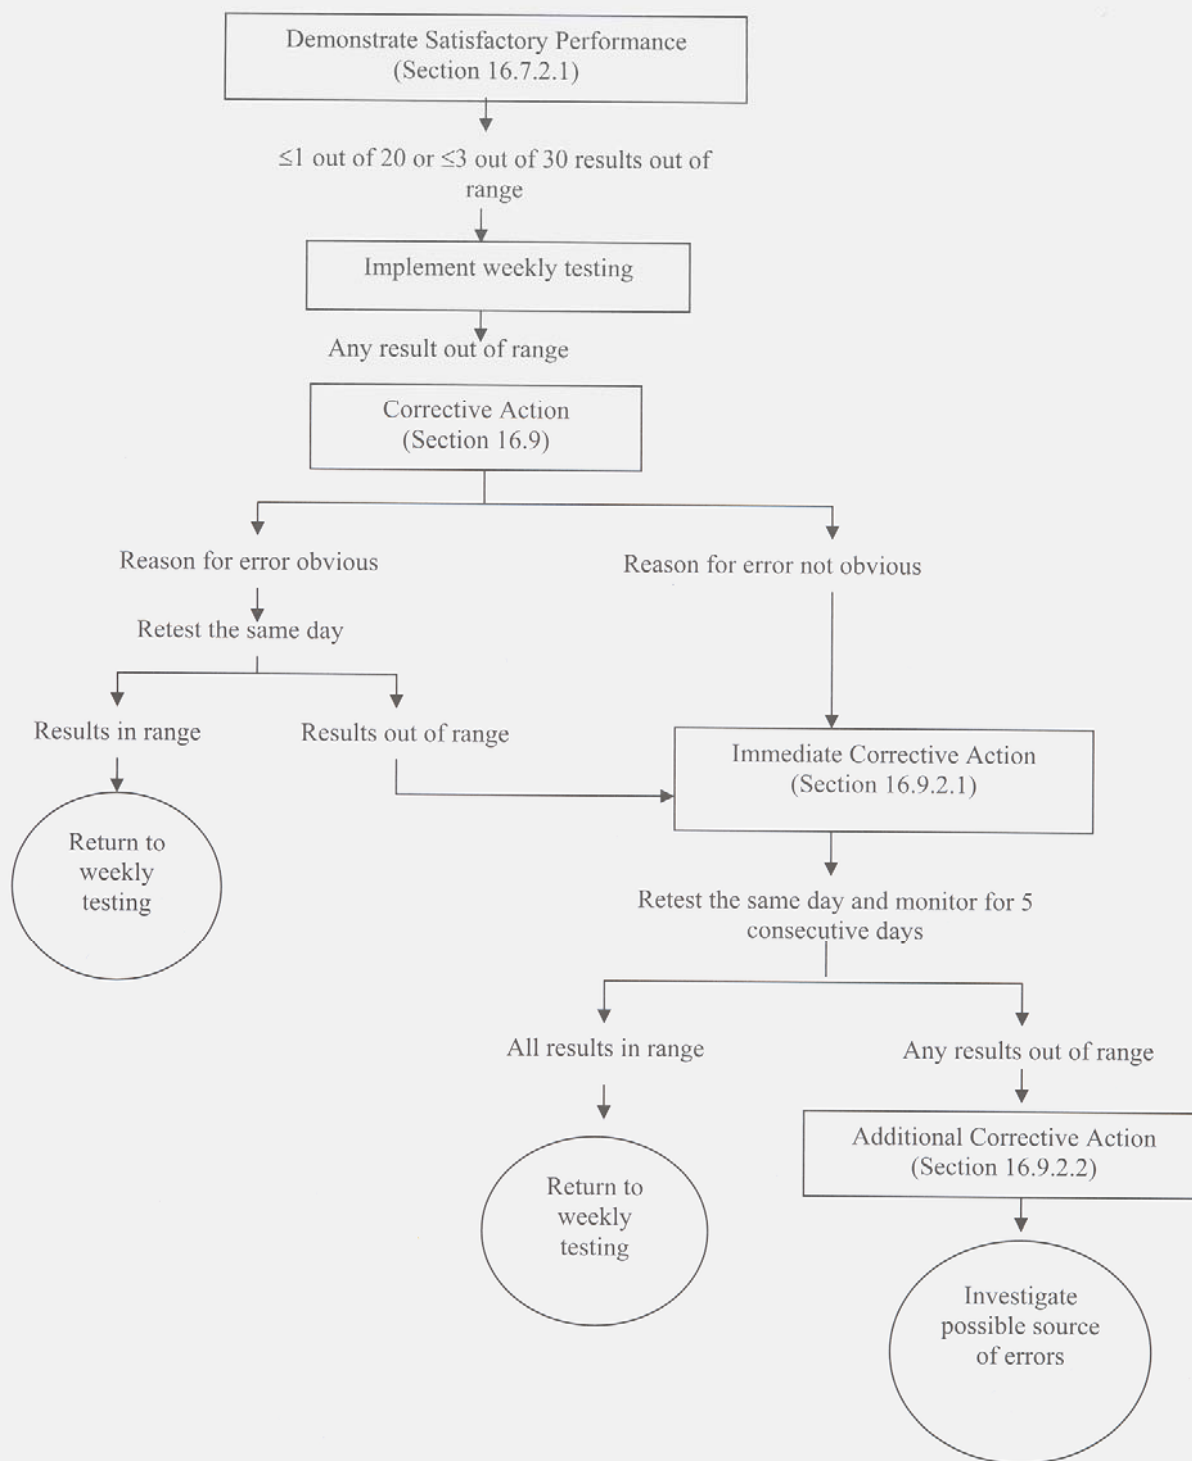 Demonstrate Satisfactory Performance
(Section 16.7.2.1)
≤1 out of 20 or ≤3 out of 30 results out of
range
Implement weekly testing
Any result out of range
Corrective Action
(Section 16.9)
Reason for error obvious
Reason for error not obvious
Retest the same day
Results in range
Results out of range
Immediate Corrective Action
(Section 16.9.2.1)
Return to
weekly
testing
Retest the same day and monitor for 5
consecutive days
All results in range
Any results out of range
Additional Corrective Action
(Section 16.9.2.2)
Return to
weekly
testing
Investigate
possible source
of errors